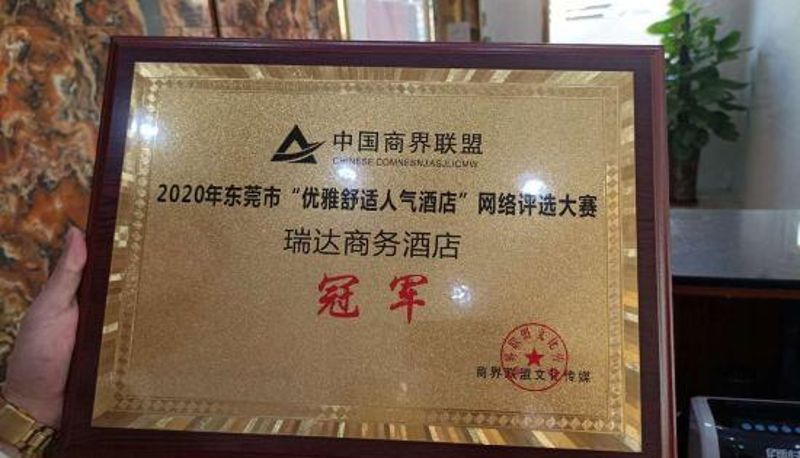 中国商界联盟
CHINESE COMNESNJASJLICMW
2020年东莞市“优雅舒适人气酒店”网络评选大赛
瑞达商务酒店
冠军
商界联盟文化传媒